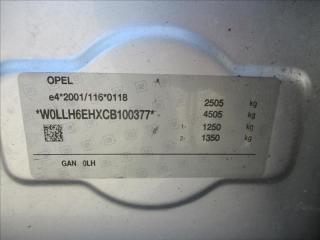 OPEL
e4*2001/116*0118
*W0LLH6EHXCB100377*
2505 kg
4505 kg
1- 1250 kg
2- 1350 kg
GAN 0LH